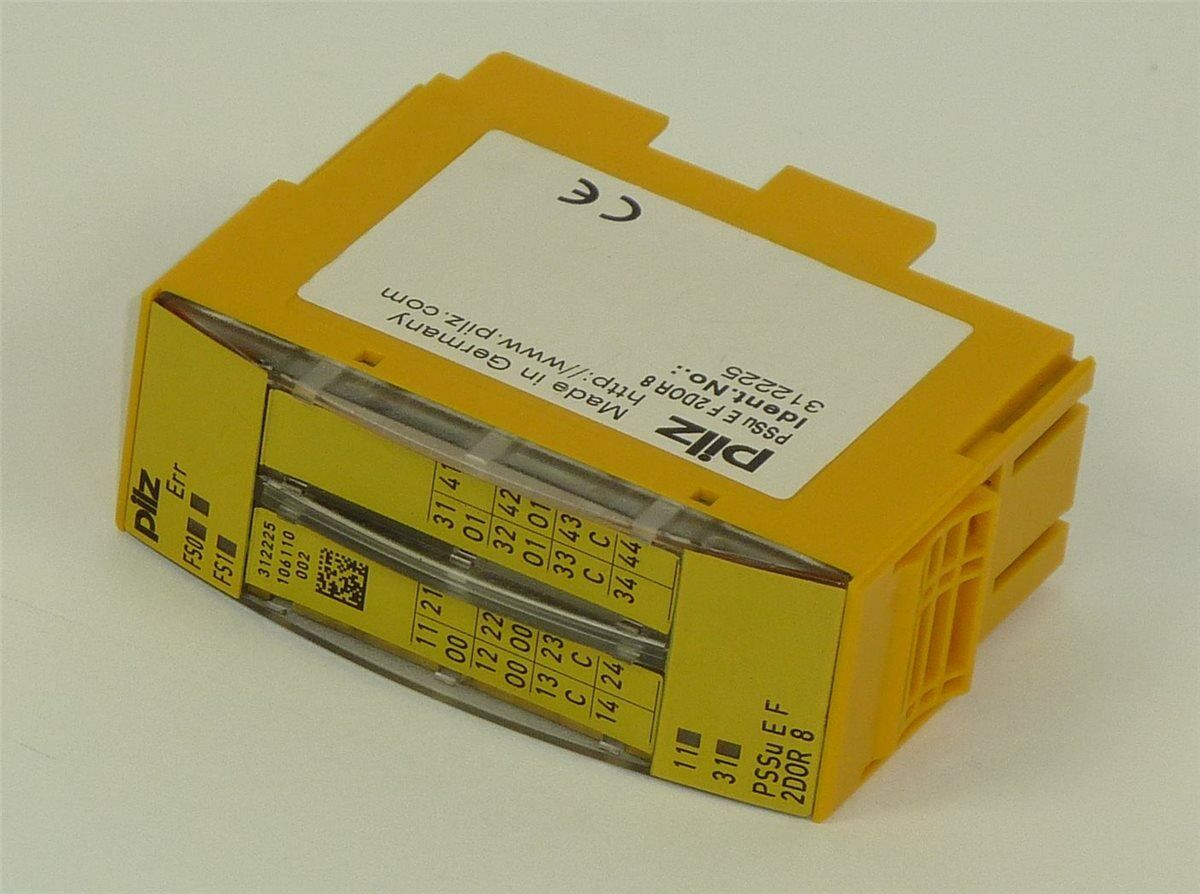 CE
pilz
PSSu E F 2DOR 8
Ident.No.:
312225
Made in Germany
http://www.pilz.com
pilz
Err
FS0
FS1
312225
106110
002
31 41
O1
32 42
O1 O1
33 43
C C
34 44
11 21
O0
12 22
O0 O0
13 23
C C
14 24
11
31
PSSu E F
2DOR 8